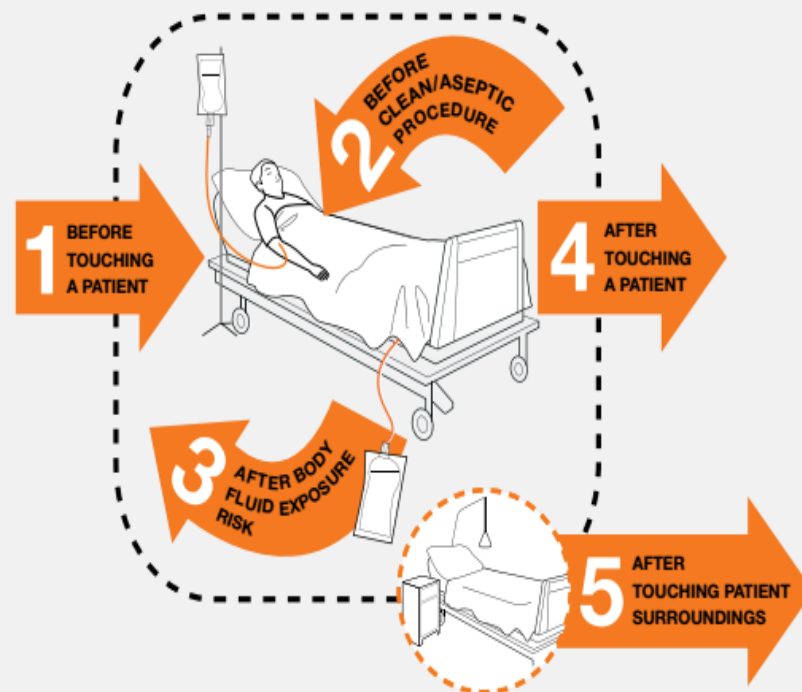 1
BEFORE
TOUCHING
A PATIENT
2
BEFORE
CLEAN/ASEPTIC
PROCEDURE
3
AFTER BODY
FLUID EXPOSURE
RISK
4
AFTER
TOUCHING
A PATIENT
5
AFTER
TOUCHING PATIENT
SURROUNDINGS